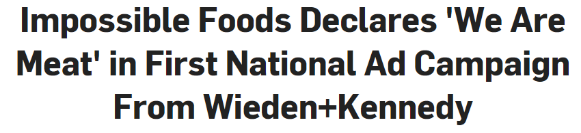 Impossible Foods Declares 'We Are
Meat' in First National Ad Campaign
From Wieden+Kennedy